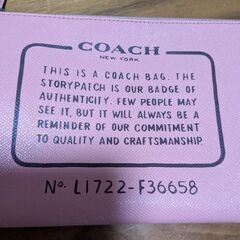 COACH
NEW YORK
THIS IS A COACH BAG. THE
STORYPATCH IS OUR BADGE OF
AUTHENTICITY. FEW PEOPLE MAY
SEE IT, BUT IT WILL ALWAYS BE A
REMINDER OF OUR COMMITMENT
TO QUALITY AND CRAFTSMANSHIP.
No. L1722-F36658